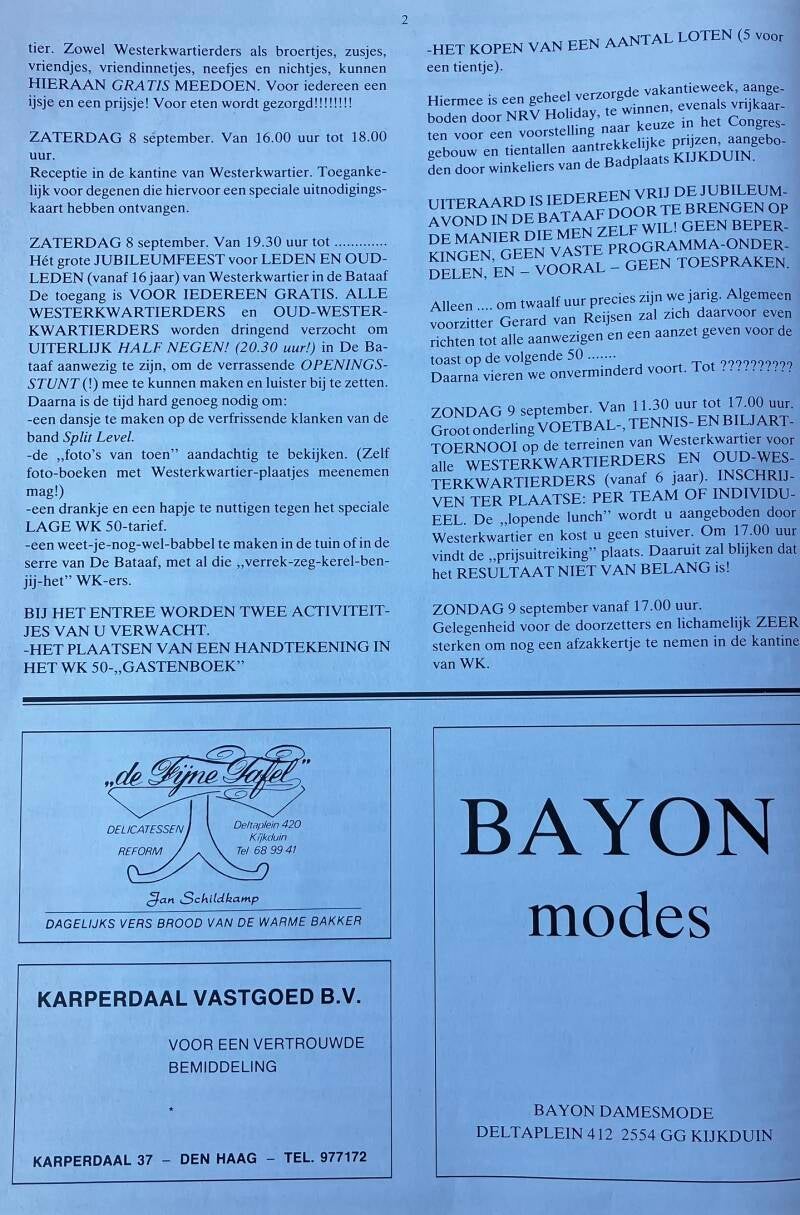 2
tier. Zowel Westerkwartierders als broertjes, zusjes,
vriendjes, vriendinnetjes, neefjes en nichtjes, kunnen
HIERAAN GRATIS MEEDOEN. Voor iedereen een
ijsje en een prijsje! Voor eten wordt gezorgd!!!!!!!!
ZATERDAG 8 september. Van 16.00 uur tot 18.00
uur.
Receptie in de kantine van Westerkwartier. Toeganke-
lijk voor degenen die hiervoor een speciale uitnodigings-
kaart hebben ontvangen.
ZATERDAG 8 september. Van 19.30 uur tot .............
Hét grote JUBILEUMFEEST voor LEDEN EN OUD-
LEDEN (vanaf 16 jaar) van Westerkwartier in de Bataaf
De toegang is VOOR IEDEREEN GRATIS. ALLE
WESTERKWARTIERDERS en OUD-WESTER-
KWARTIERDERS worden dringend verzocht om
UITERLIJK HALF NEGEN! (20.30 uur!) in De Ba-
taaf aanwezig te zijn, om de verrassende OPENINGS-
STUNT (!) mee te kunnen maken en luister bij te zetten.
Daarna is de tijd hard genoeg nodig om:
-een dansje te maken op de verfrissende klanken van de
band Split Level.
-de ,,foto's van toen" aandachtig te bekijken. (Zelf
foto-boeken met Westerkwartier-plaatjes meenemen
mag!)
-een drankje en een hapje te nuttigen tegen het speciale
LAGE WK 50-tarief.
-een weet-je-nog-wel-babbel te maken in de tuin of in de
serre van De Bataaf, met al die ,,verrek-zeg-kerel-ben-
jij-het" WK-ers.
BIJ HET ENTREE WORDEN TWEE ACTIVITEIT-
JES VAN U VERWACHT.
-HET PLAATSEN VAN EEN HANDTEKENING IN
HET WK 50-,,GASTENBOEK"
-HET KOPEN VAN EEN AANTAL LOTEN (5 voor
een tientje).
Hiermee is een geheel verzorgde vakantieweek, aange-
boden door NRV Holiday, te winnen, evenals vrijkaar-
ten voor een voorstelling naar keuze in het Congres-
gebouw en tientallen aantrekkelijke prijzen, aangebo-
den door winkeliers van de Badplaats KIJKDUIN.
UITERAARD IS IEDEREEN VRIJ DE JUBILEUM-
AVOND IN DE BATAAF DOOR TE BRENGEN OP
DE MANIER DIE MEN ZELF WIL! GEEN BEPER-
KINGEN, GEEN VASTE PROGRAMMA-ONDER-
DELEN, EN – VOORAL – GEEN TOESPRAKEN.
Alleen .... om twaalf uur precies zijn we jarig. Algemeen
voorzitter Gerard van Reijsen zal zich daarvoor even
richten tot alle aanwezigen en een aanzet geven voor de
toast op de volgende 50 .......
Daarna vieren we onverminderd voort. Tot ??????????
ZONDAG 9 september. Van 11.30 uur tot 17.00 uur.
Groot onderling VOETBAL-, TENNIS- EN BILJART-
TOERNOOI op de terreinen van Westerkwartier voor
alle WESTERKWARTIERDERS EN OUD-WES-
TERKWARTIERDERS (vanaf 6 jaar). INSCHRIJ-
VEN TER PLAATSE: PER TEAM OF INDIVIDU-
EEL. De ,,lopende lunch" wordt u aangeboden door
Westerkwartier en kost u geen stuiver. Om 17.00 uur
vindt de ,,prijsuitreiking" plaats. Daaruit zal blijken dat
het RESULTAAT NIET VAN BELANG is!
ZONDAG 9 september vanaf 17.00 uur.
Gelegenheid voor de doorzetters en lichamelijk ZEER
sterken om nog een afzakkertje te nemen in de kantine
van WK.
,,de Fijne Tafel"
DELICATESSEN
REFORM
Deltaplein 420
Kijkduin
Tel 68 99 41
Jan Schildkamp
DAGELIJKS VERS BROOD VAN DE WARME BAKKER
KARPERDAAL VASTGOED B.V.
VOOR EEN VERTROUWDE
BEMIDDELING
*
KARPERDAAL 37 – DEN HAAG – TEL. 977172
BAYON
modes
BAYON DAMESMODE
DELTAPLEIN 412 2554 GG KIJKDUIN